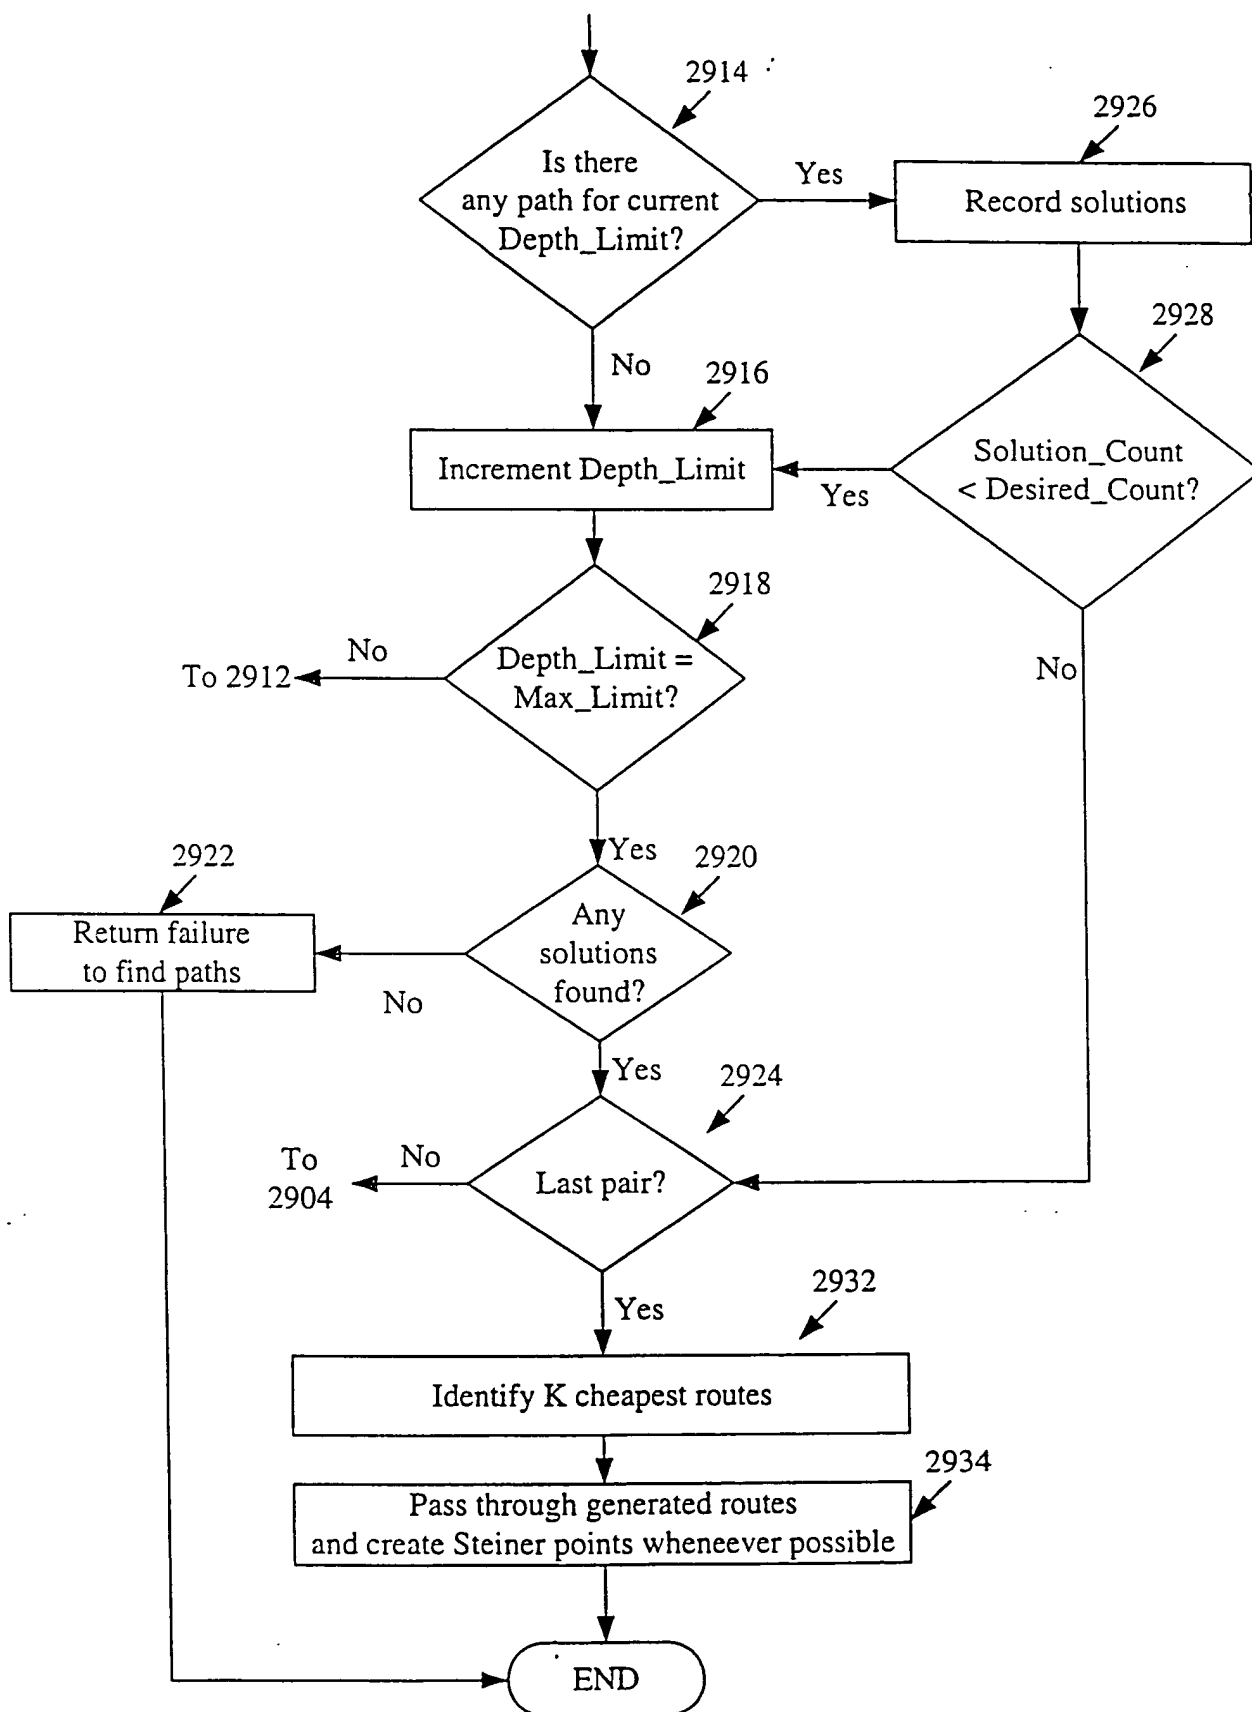 2914
Is there
any path for current
Depth_Limit?
Yes
2926
Record solutions
No
2916
Increment Depth_Limit
2928
Solution_Count
< Desired_Count?
Yes
No
2918
Depth_Limit =
Max_Limit?
No
To 2912
Yes
2920
Any
solutions
found?
No
2922
Return failure
to find paths
Yes
2924
Last pair?
No
To
2904
Yes
2932
Identify K cheapest routes
2934
Pass through generated routes
and create Steiner points wheneever possible
END